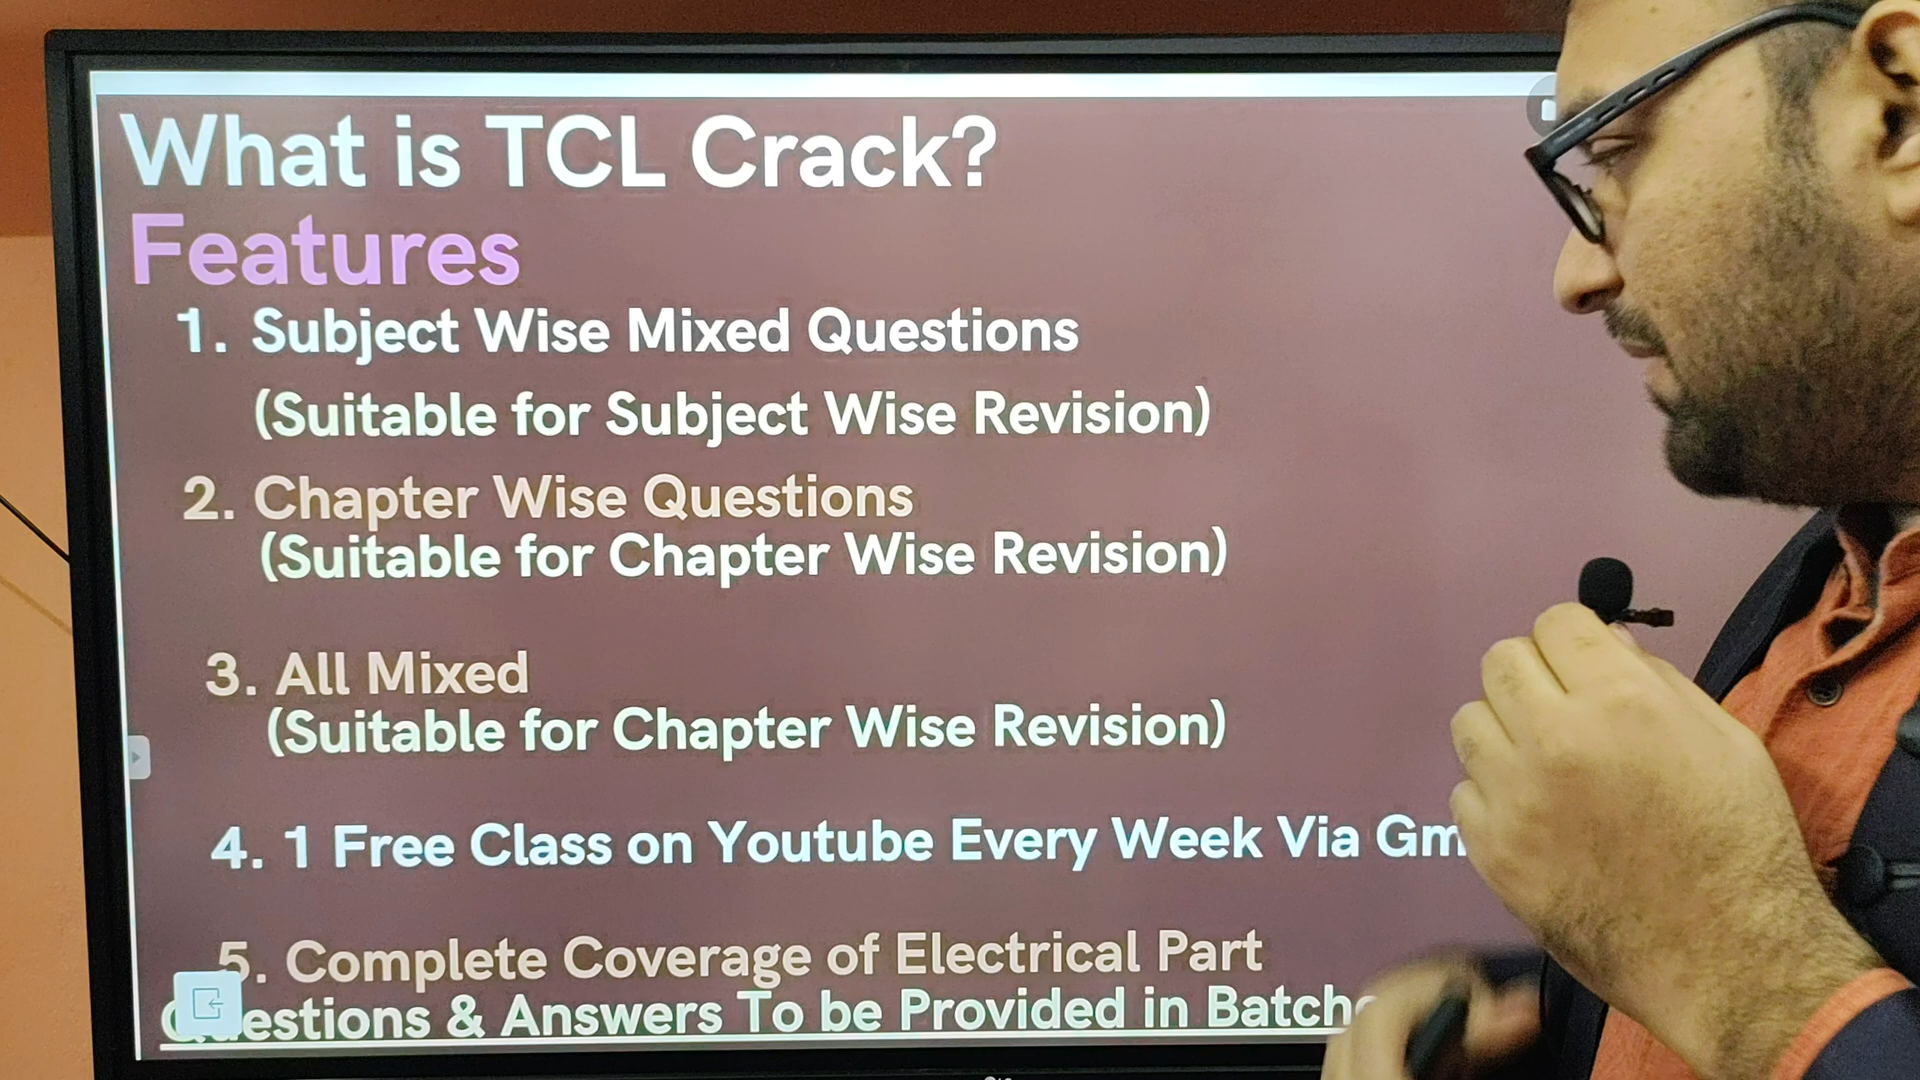 What is TCL Crack?
Features
1. Subject Wise Mixed Questions
(Suitable for Subject Wise Revision)
2. Chapter Wise Questions
(Suitable for Chapter Wise Revision)
3. All Mixed
(Suitable for Chapter Wise Revision)
4. 1 Free Class on Youtube Every Week Via
5. Complete Coverage of Electrical Part
Questions & Answers To be Provided in